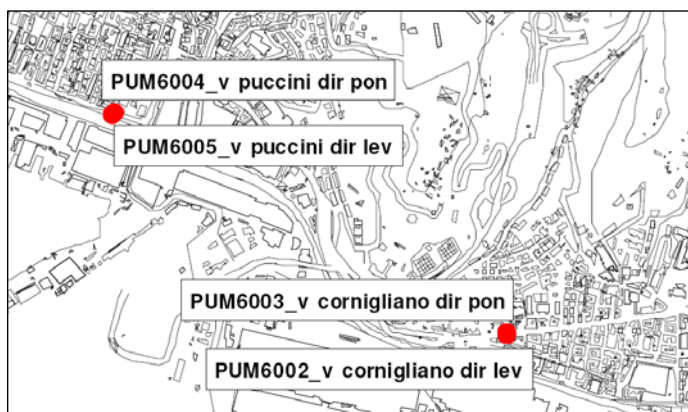 PUM6004_v puccini dir pon
PUM6005_v puccini dir lev
PUM6003_v cornigliano dir pon
PUM6002_v cornigliano dir lev